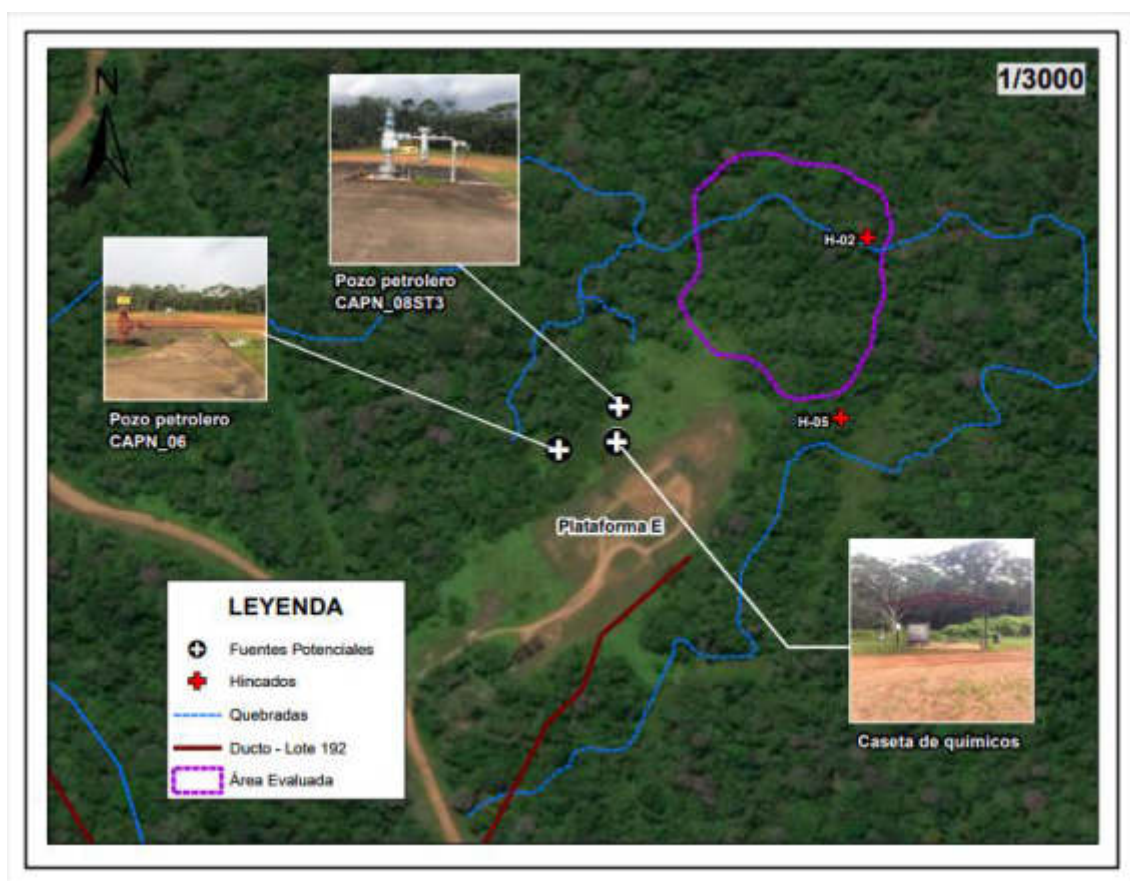 N
1/3000
Pozo petrolero
CAPN_08ST3
H-02
Pozo petrolero
CAPN_06
H-05
Plataforma E
LEYENDA
Fuentes Potenciales
Hincados
Quebradas
Ducto - Lote 192
Área Evaluada
Caseta de químicos